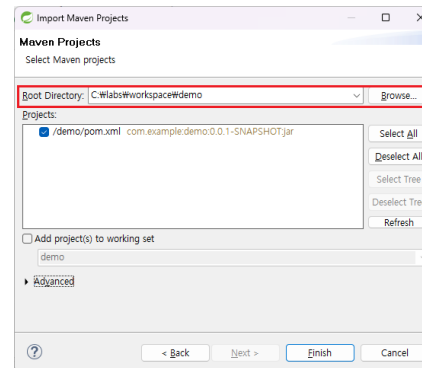 Import Maven Projects
Maven Projects
Select Maven projects
Root Directory: C:₩labs₩workspace₩demo Browse...
Projects:
/demo/pom.xml com.example:demo:0.0.1-SNAPSHOT:jar
Select All
Deselect All
Select Tree
Deselect Tre
Refresh
Add project(s) to working set
demo
Advanced
< Back Next > Finish Cancel